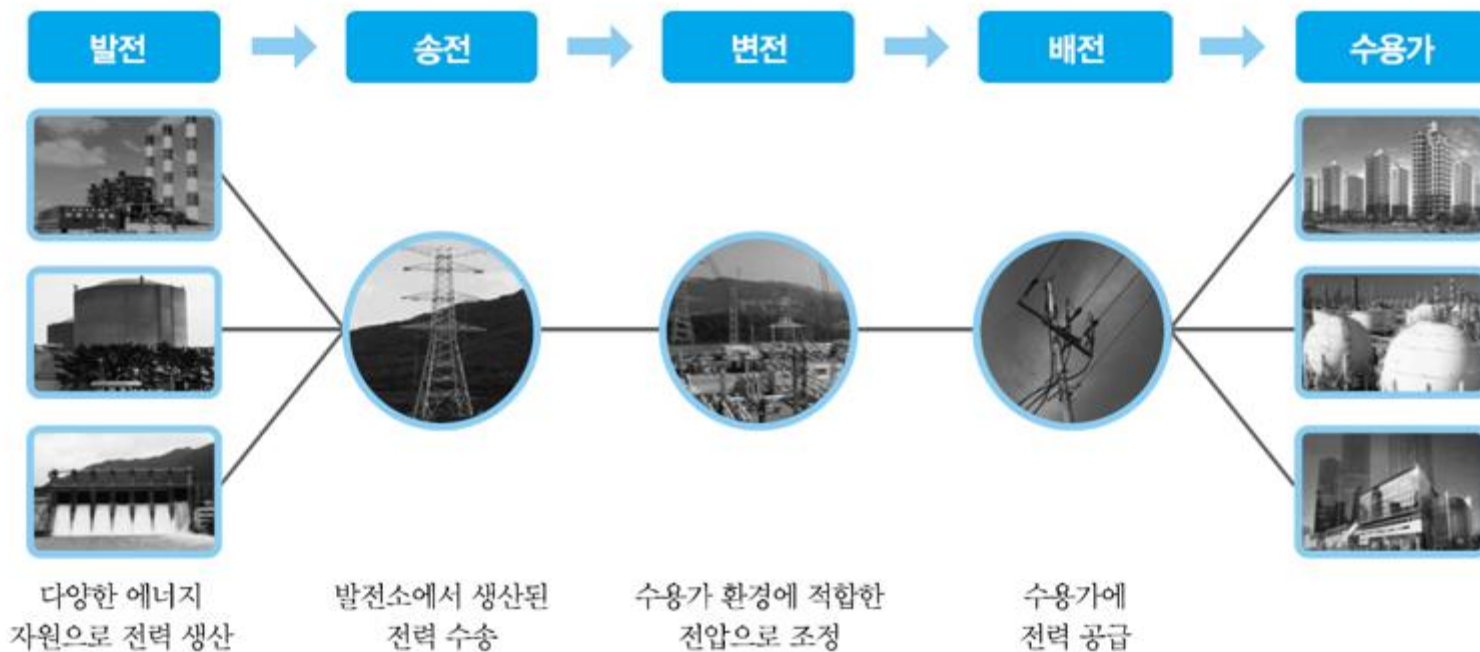 발전
송전
변전
배전
수용가
다양한 에너지
자원으로 전력 생산
발전소에서 생산된
전력 수송
수용가 환경에 적합한
전압으로 조정
수용가에
전력 공급